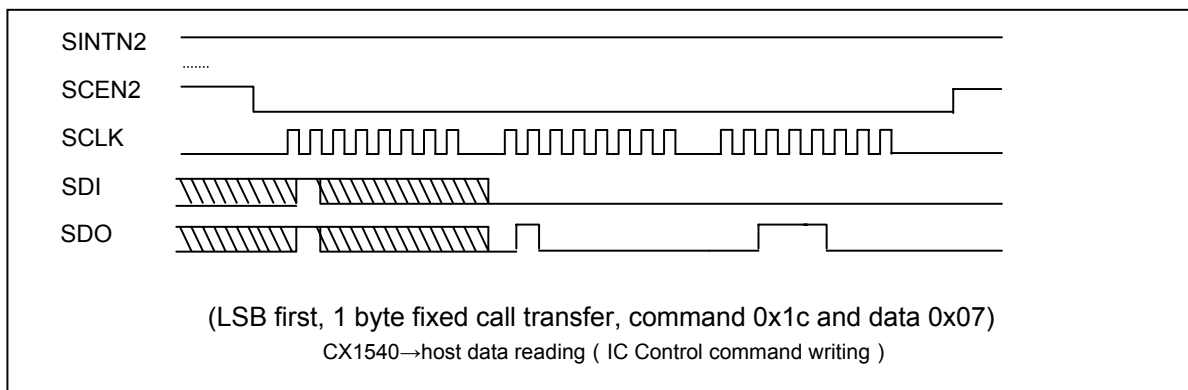 SINTN2
SCEN2
SCLK
SDI
SDO
(LSB first, 1 byte fixed call transfer, command 0x1c and data 0x07)
CX1540→host data reading ( IC Control command writing )